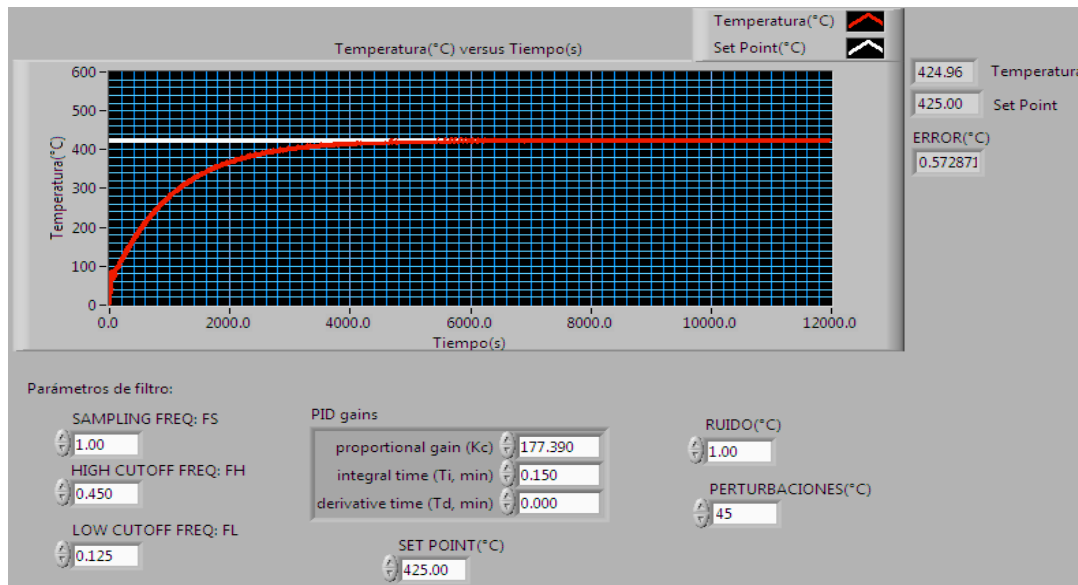 Temperatura(°C)
Temperatura(°C) versus Tiempo(s)
Set Point(°C)
600
500
400
300
200
100
0
Temperatura(°C)
0.0 2000.0 4000.0 6000.0 8000.0 10000.0 12000.0
Tiempo(s)
424.96 Temperatura
425.00 Set Point
ERROR(°C)
0.572871
Parámetros de filtro:
SAMPLING FREQ: FS
1.00
HIGH CUTOFF FREQ: FH
0.450
LOW CUTOFF FREQ: FL
0.125
PID gains
proportional gain (Kc) 177.390
integral time (Ti, min) 0.150
derivative time (Td, min) 0.000
SET POINT(°C)
425.00
RUIDO(°C)
1.00
PERTURBACIONES(°C)
45